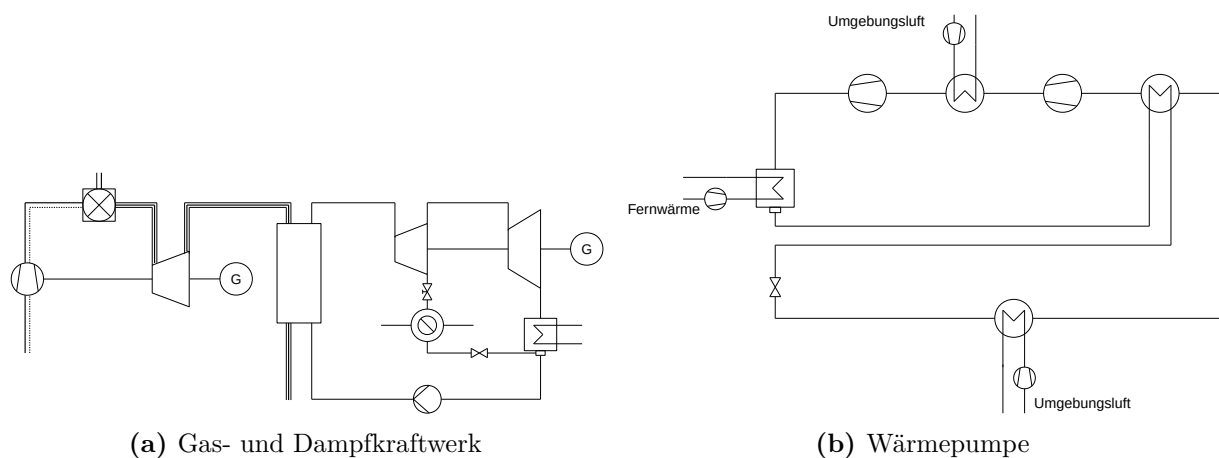 Umgebungsluft
Fernwärme
G
G
Umgebungsluft
(a) Gas- und Dampfkraftwerk
(b) Wärmepumpe